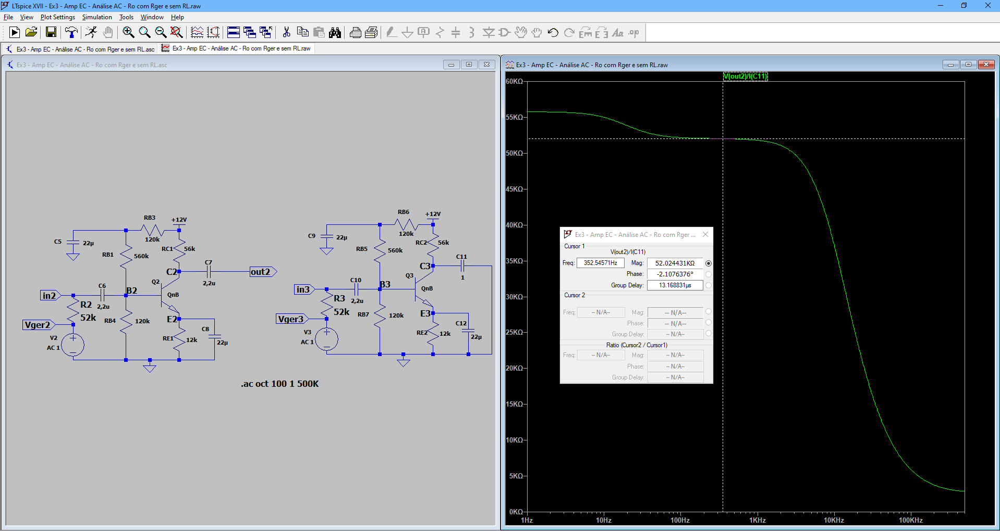 LTspice XVII - Ex3 - Amp EC - Análise AC - Ro com Rger e sem RL.raw
File View Plot Settings Simulation Tools Window Help
Ex3 - Amp EC - Análise AC - Ro com Rger e sem RL.asc
Ex3 - Amp EC - Análise AC - Ro com Rger e sem RL.raw
Ex3 - Amp EC - Análise AC - Ro com Rger e sem RL.asc
RB3
+12V
120k
C5
22µ
RB1
560k
RC1
56k
C7
C2
out2
2,2u
Q2
QnB
C6
B2
in2
2,2u
R2
52k
RB4
120k
E2
Vger2
C8
V2
AC 1
RE1
12k
22µ
RB6
+12V
120k
C9
22µ
RC2
56k
RB5
560k
C11
C3
1
Q3
QnB
C10
B3
in3
2,2u
R3
52k
RB7
120k
E3
Vger3
C12
V3
AC 1
RE2
12k
22µ
.ac oct 100 1 500K
Ex3 - Amp EC - Análise AC - Ro com Rger e sem RL.raw
V(out2)/I(C11)
60KΩ
55KΩ
50KΩ
45KΩ
40KΩ
35KΩ
30KΩ
25KΩ
20KΩ
15KΩ
10KΩ
5KΩ
0KΩ
1Hz 10Hz 100Hz 1KHz 10KHz 100KHz
Ex3 - Amp EC - Análise AC - Ro com Rger ...
Cursor 1
V(out2)/I(C11)
Freq: 352.54571Hz Mag: 52.024431KΩ
Phase: -2.1076376°
Group Delay: 13.168831µs
Cursor 2
Freq: -- N/A-- Mag: -- N/A--
Phase: -- N/A--
Group Delay: -- N/A--
Ratio (Cursor2 / Cursor1)
Freq: -- N/A-- Mag: -- N/A--
Phase: -- N/A--
Group Delay: -- N/A--